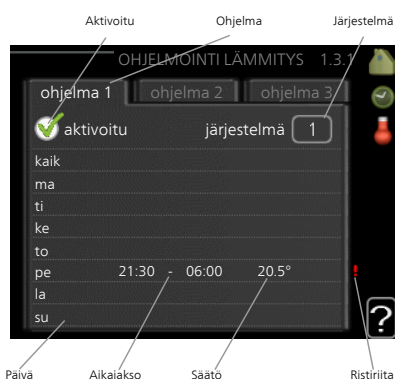 Aktivoitu Ohjelma Järjestelmä
OHJELMOINTI LÄMMITYS 1.3.1
ohjelma 1 ohjelma 2 ohjelma 3
aktivoitu järjestelmä 1
kaik
ma
ti
ke
to
pe 21:30 - 06:00 20.5° !
la
su
?
Päivä Aikajakso Säätö Ristiriita